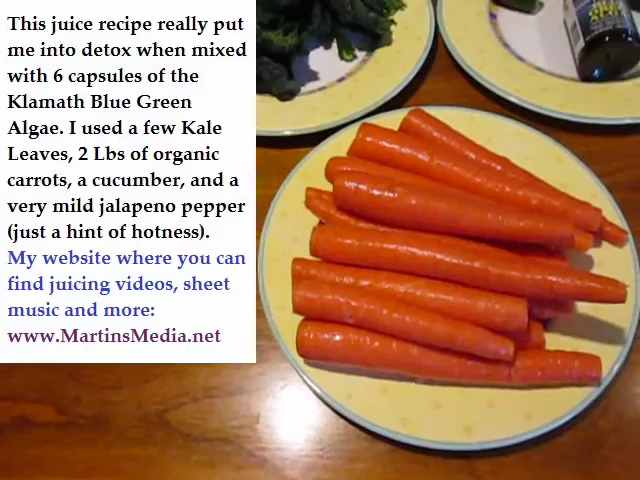 This juice recipe really put
me into detox when mixed
with 6 capsules of the
Klamath Blue Green
Algae. I used a few Kale
Leaves, 2 Lbs of organic
carrots, a cucumber, and a
very mild jalapeno pepper
(just a hint of hotness).
My website where you can
find juicing videos, sheet
music and more:
www.MartinsMedia.net